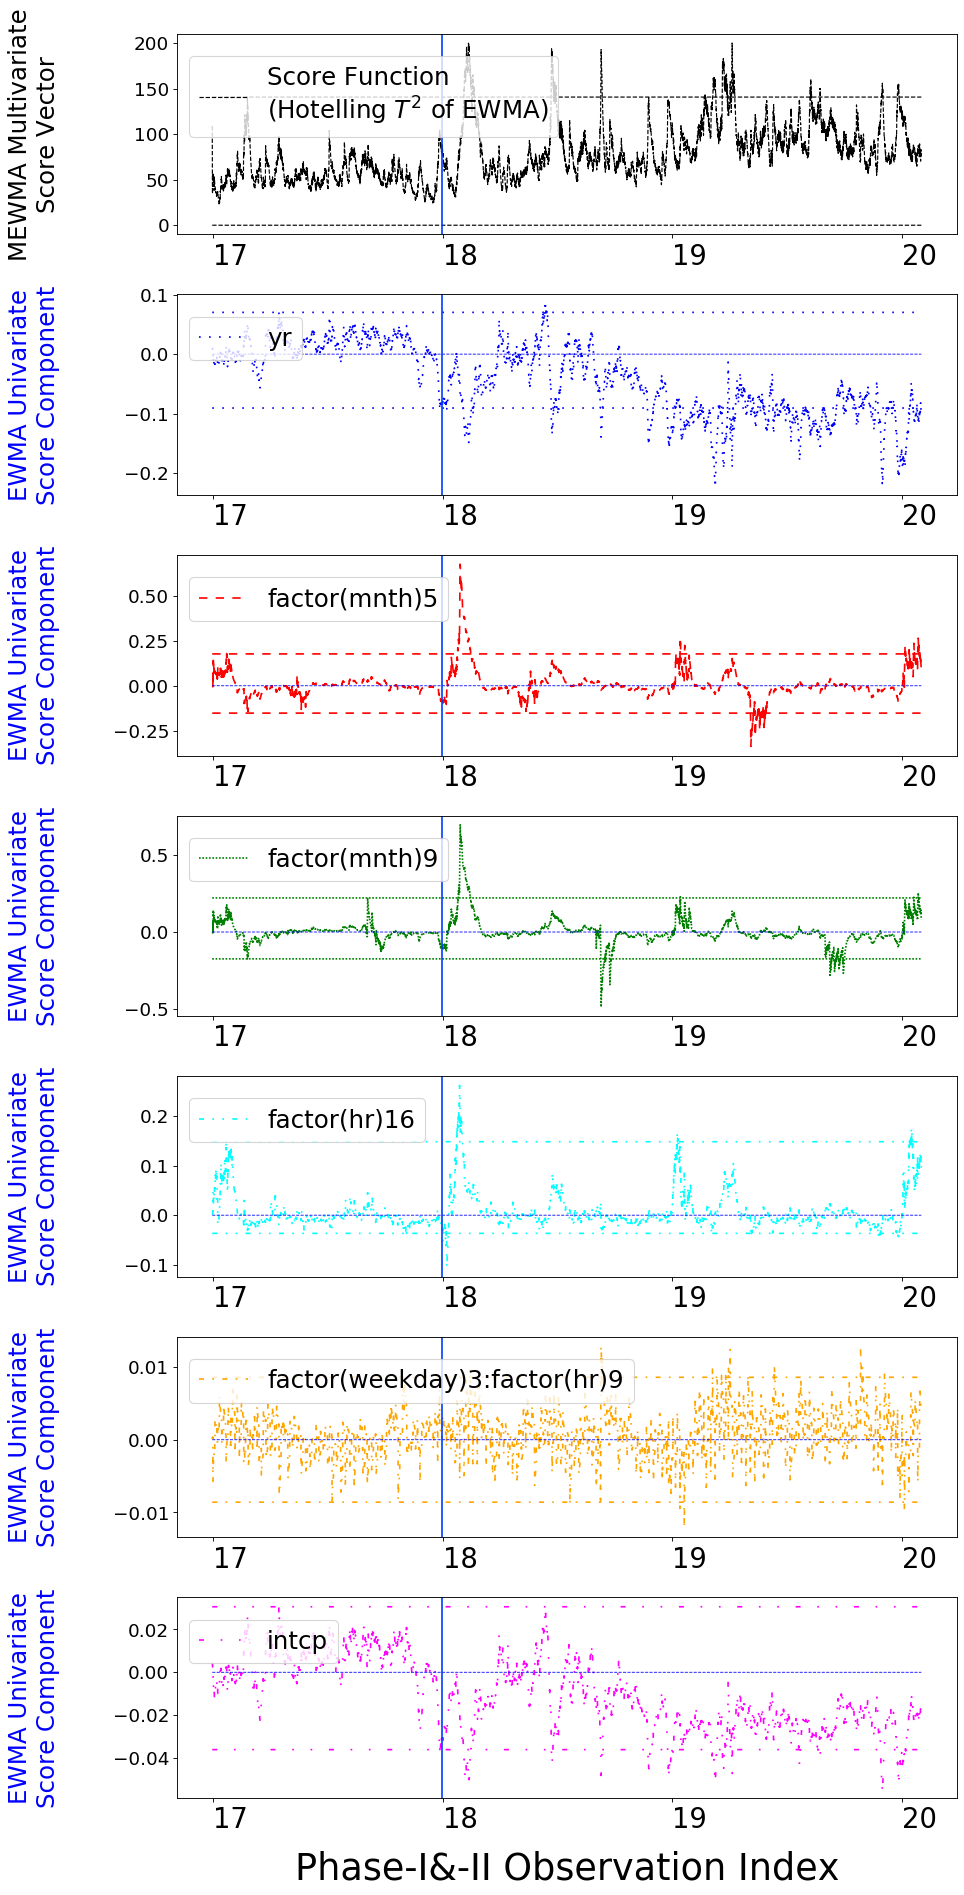 MEWMA Multivariate
Score Vector
200
150
100
50
0
Score Function
(Hotelling T² of EWMA)
17 18 19 20
EWMA Univariate
Score Component
0.1
0.0
−0.1
−0.2
yr
17 18 19 20
EWMA Univariate
Score Component
0.50
0.25
0.00
−0.25
factor(mnth)5
17 18 19 20
EWMA Univariate
Score Component
0.5
0.0
−0.5
factor(mnth)9
17 18 19 20
EWMA Univariate
Score Component
0.2
0.1
0.0
−0.1
factor(hr)16
17 18 19 20
EWMA Univariate
Score Component
0.01
0.00
−0.01
factor(weekday)3:factor(hr)9
17 18 19 20
EWMA Univariate
Score Component
0.02
0.00
−0.02
−0.04
intcp
17 18 19 20
Phase-I&-II Observation Index